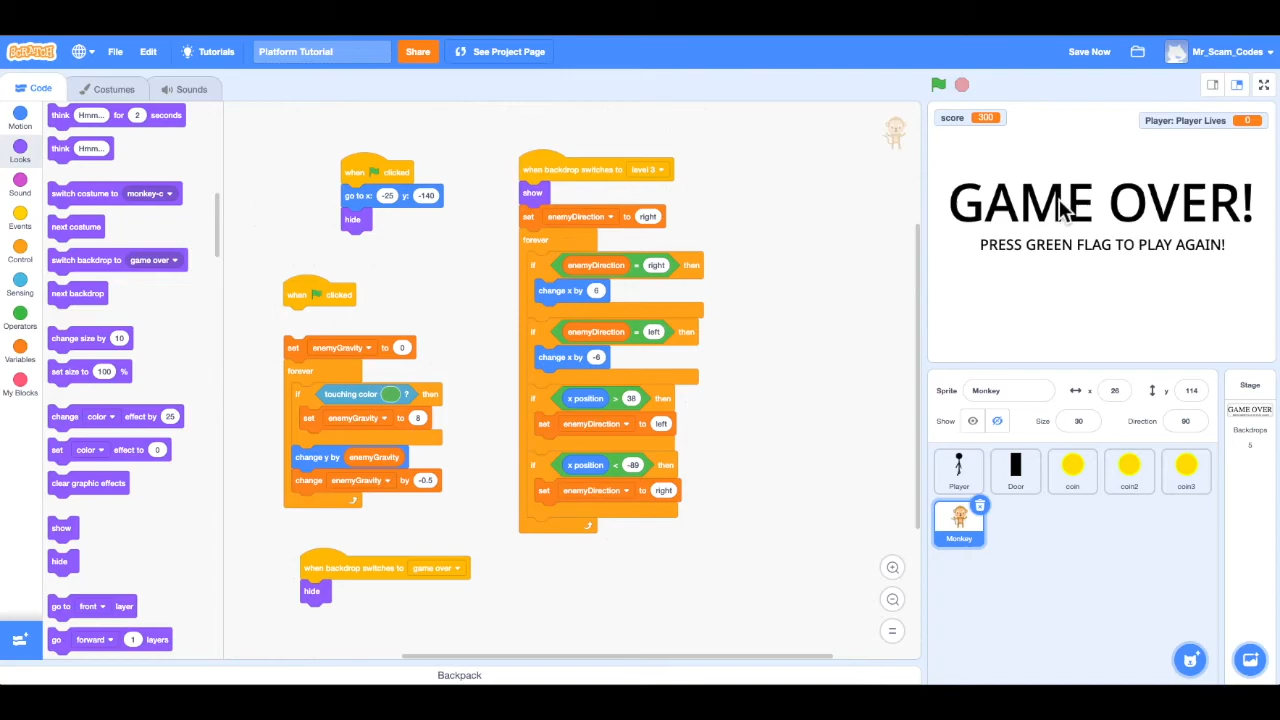 SCRATCH File Edit Tutorials Platform Tutorial Share See Project Page Save Now Mr_Scam_Codes
Code Costumes Sounds
Motion
Looks
Sound
Events
Control
Sensing
Operators
Variables
My Blocks
think Hmm... for 2 seconds
think Hmm...
switch costume to monkey-c
next costume
switch backdrop to game over
next backdrop
change size by 10
set size to 100 %
change color effect by 25
set color effect to 0
clear graphic effects
show
hide
go to front layer
go forward 1 layers
when clicked
go to x: -25 y: -140
hide
when clicked
set enemyGravity to 0
forever
if touching color ? then
set enemyGravity to 8
change y by enemyGravity
change enemyGravity by -0.5
when backdrop switches to game over
hide
when backdrop switches to level 3
show
set enemyDirection to right
forever
if enemyDirection = right then
change x by 6
if enemyDirection = left then
change x by -6
if x position > 38 then
set enemyDirection to left
if x position < -89 then
set enemyDirection to right
Backpack
score 300
Player: Player Lives 0
GAME OVER!
PRESS GREEN FLAG TO PLAY AGAIN!
Sprite Monkey x 26 y 114
Show Size 30 Direction 90
Player Door coin coin2 coin3
Monkey
Stage
GAME OVER
Backdrops
5